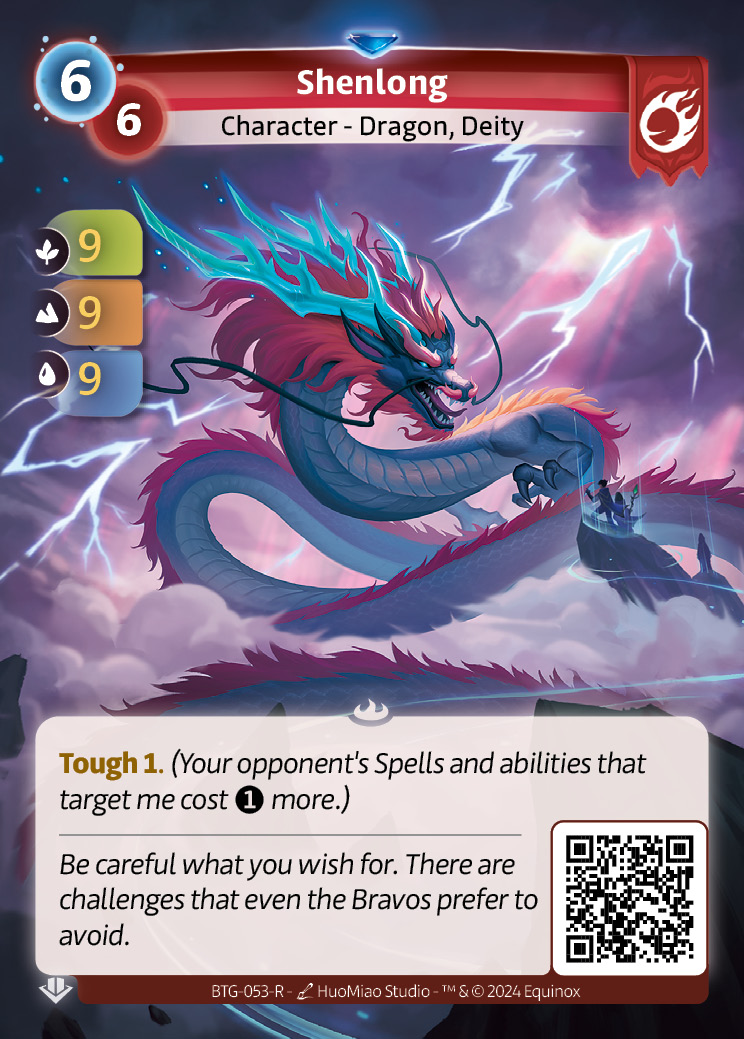 6
Shenlong
6
Character - Dragon, Deity
9
9
9
Tough 1. (Your opponent's Spells and abilities that
target me cost 1 more.)
Be careful what you wish for. There are
challenges that even the Bravos prefer to
avoid.
BTG-053-R - HuoMiao Studio - ™ & © 2024 Equinox